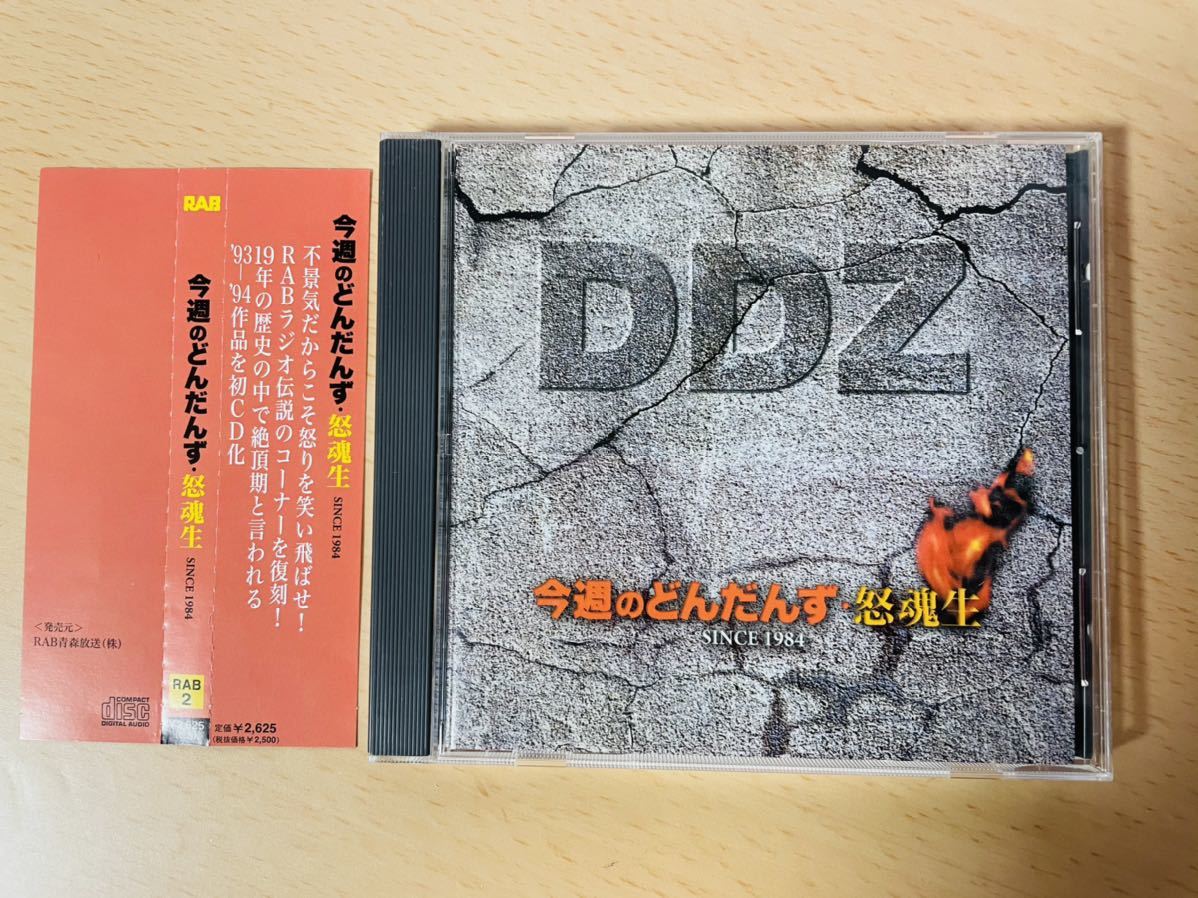 今週のどんだんず・怒魂生 SINCE 1984
不景気だからこそ怒りを笑い飛ばせ！
RABラジオ伝説のコーナーを復刻！
19年の歴史の中で絶頂期と言われる
’93―’94作品を初CD化
定価￥2,625
(税抜価格￥2,500)
RAB
今週のどんだんず・怒魂生 SINCE 1984
RAB
2
＜発売元＞
RAB青森放送(株)
COMPACT
disc
DIGITAL AUDIO
DDZ
今週のどんだんず・怒魂生
SINCE 1984